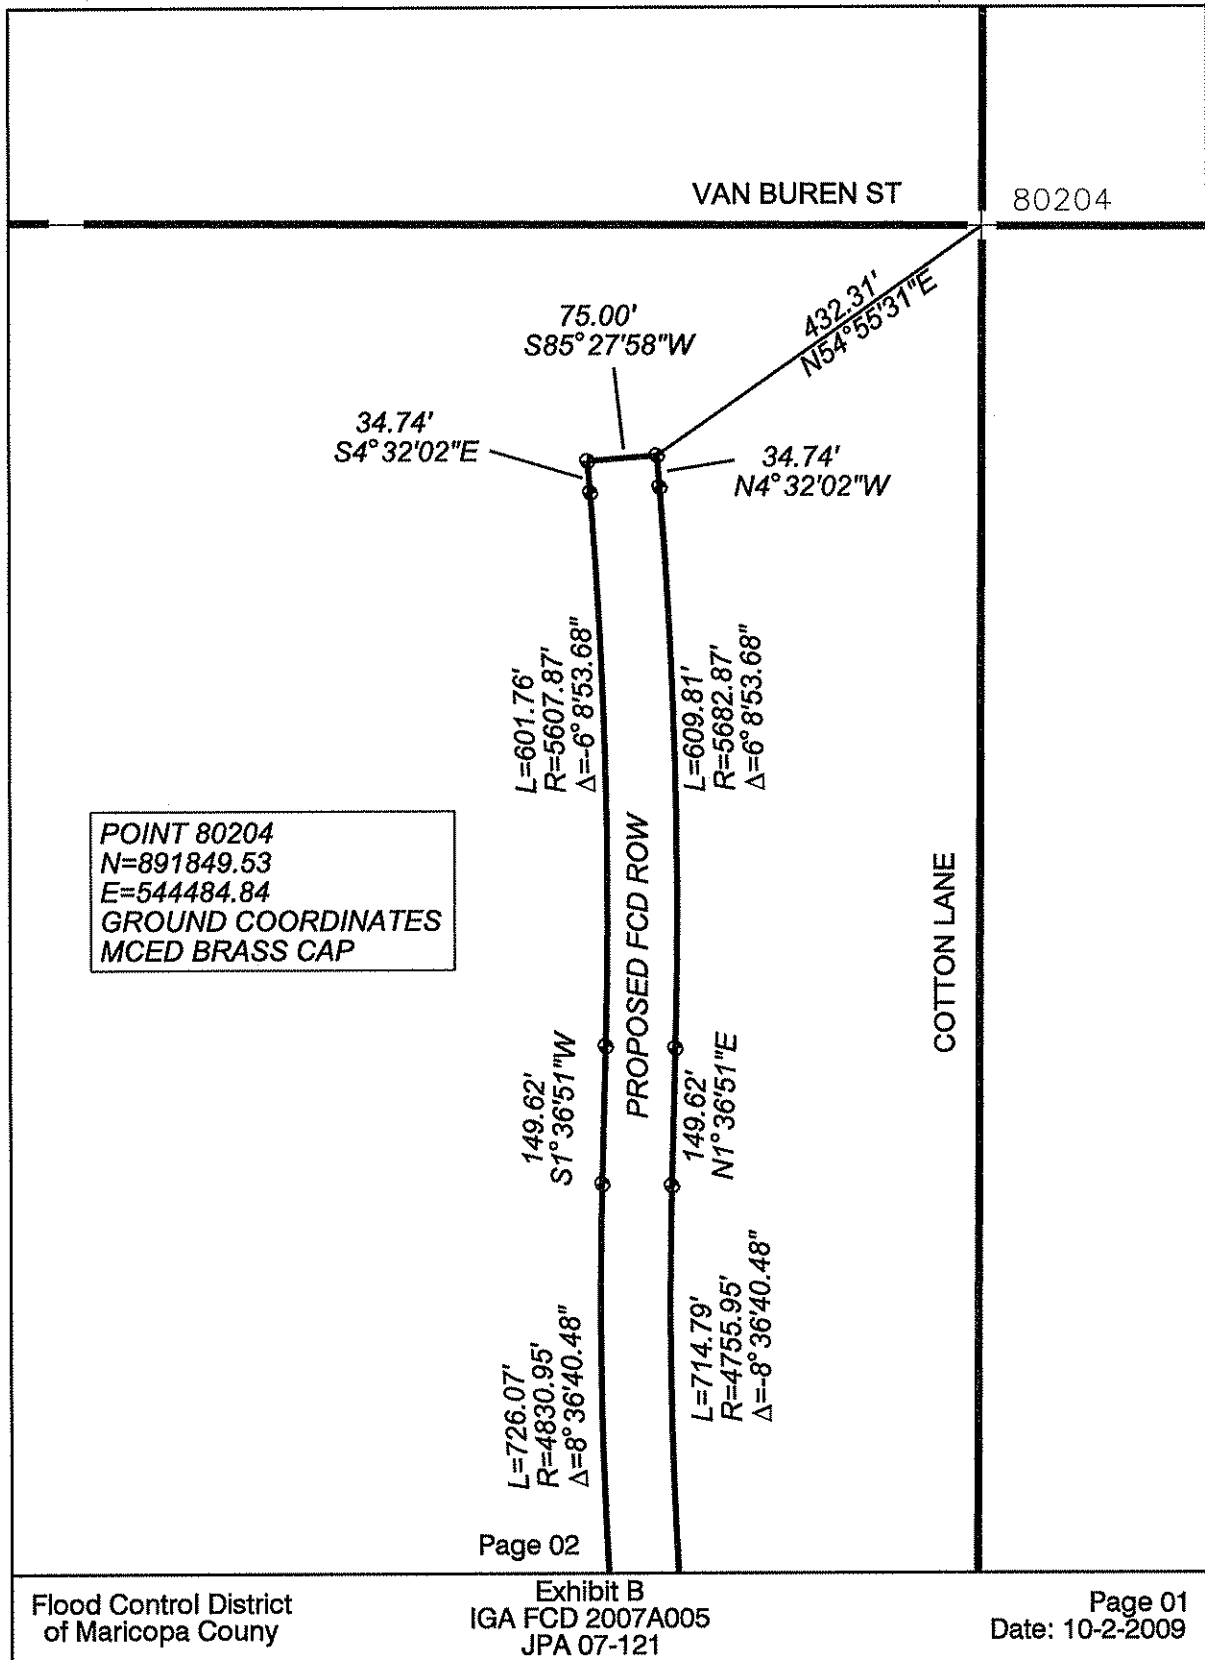 VAN BUREN ST
80204
432.31'
N54°55'31"E
75.00'
S85°27'58"W
34.74'
S4°32'02"E
34.74'
N4°32'02"W
L=601.76'
R=5607.87'
Δ=-6°8'53.68"
L=609.81'
R=5682.87'
Δ=6°8'53.68"
POINT 80204
N=891849.53
E=544484.84
GROUND COORDINATES
MCED BRASS CAP
PROPOSED FCD ROW
COTTON LANE
149.62'
S1°36'51"W
149.62'
N1°36'51"E
L=726.07'
R=4830.95'
Δ=8°36'40.48"
L=714.79'
R=4755.95'
Δ=-8°36'40.48"
Page 02
Flood Control District
of Maricopa Couny
Exhibit B
IGA FCD 2007A005
JPA 07-121
Page 01
Date: 10-2-2009